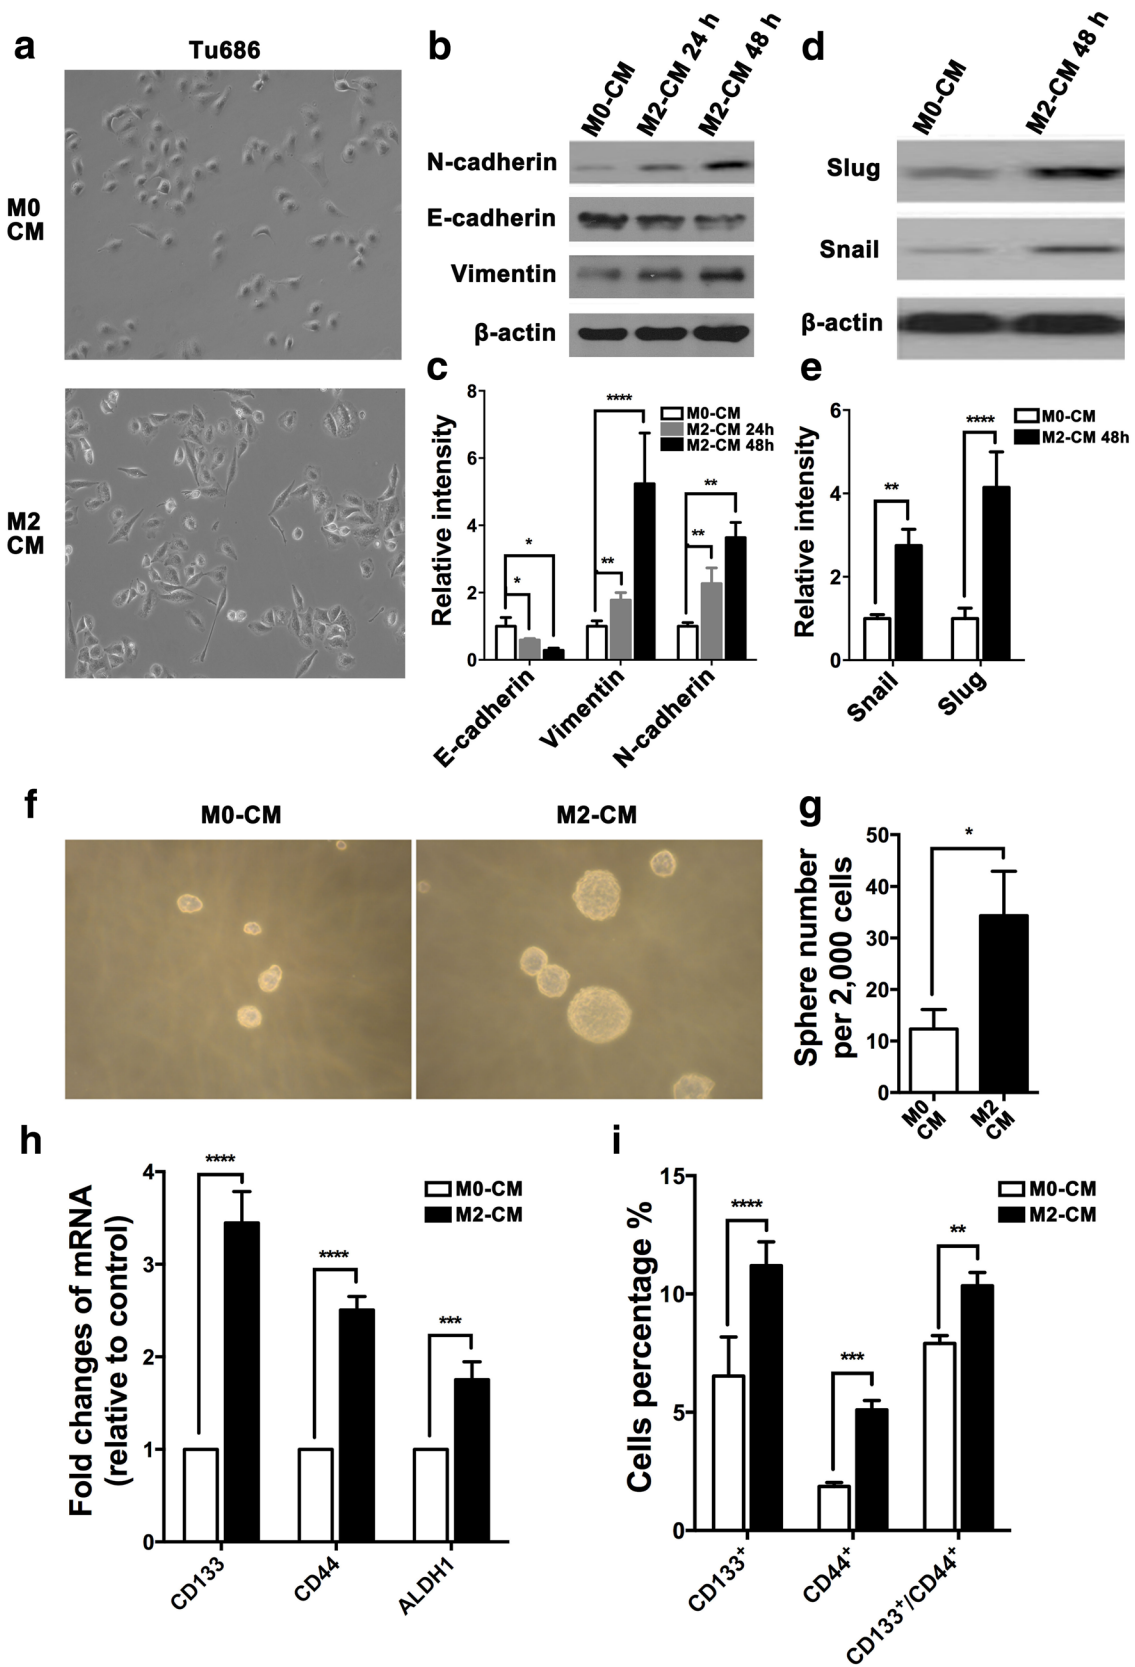 a
Tu686
M0
CM
M2
CM
b
M0-CM
M2-CM 24 h
M2-CM 48 h
N-cadherin
E-cadherin
Vimentin
β-actin
c
Relative intensity
8
6
4
2
0
M0-CM
M2-CM 24h
M2-CM 48h
*
*
**
****
**
**
E-cadherin
Vimentin
N-cadherin
d
M0-CM
M2-CM 48 h
Slug
Snail
β-actin
e
Relative intensity
6
4
2
0
M0-CM
M2-CM 48h
**
****
Snail
Slug
f
M0-CM
M2-CM
g
Sphere number
per 2,000 cells
50
40
30
20
10
0
*
M0
CM
M2
CM
h
Fold changes of mRNA
(relative to control)
4
3
2
1
0
M0-CM
M2-CM
****
****
***
CD133
CD44
ALDH1
i
Cells percentage %
15
10
5
0
M0-CM
M2-CM
****
***
**
CD133⁺
CD44⁺
CD133⁺/CD44⁺